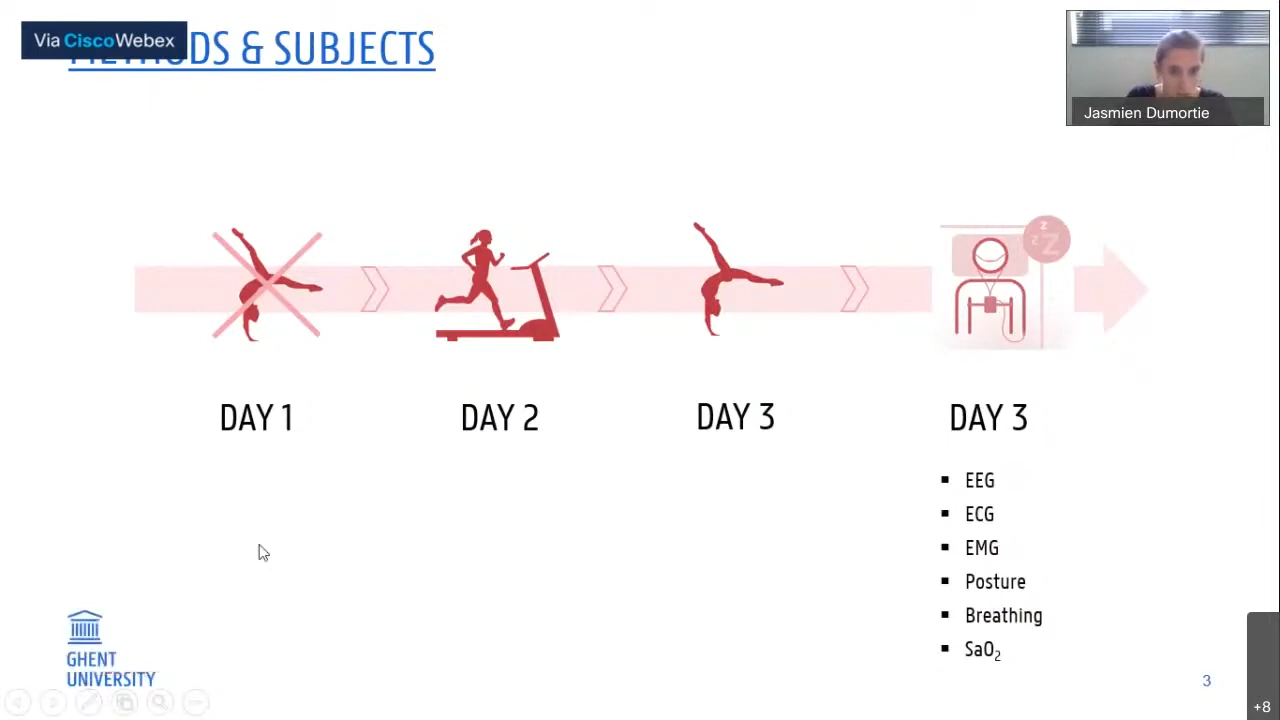 Via CiscoWebex
DS & SUBJECTS
Jasmien Dumortie
z
z
Z
DAY 1
DAY 2
DAY 3
DAY 3
▪ EEG
▪ ECG
▪ EMG
▪ Posture
▪ Breathing
▪ SaO₂
GHENT
UNIVERSITY
3
+8